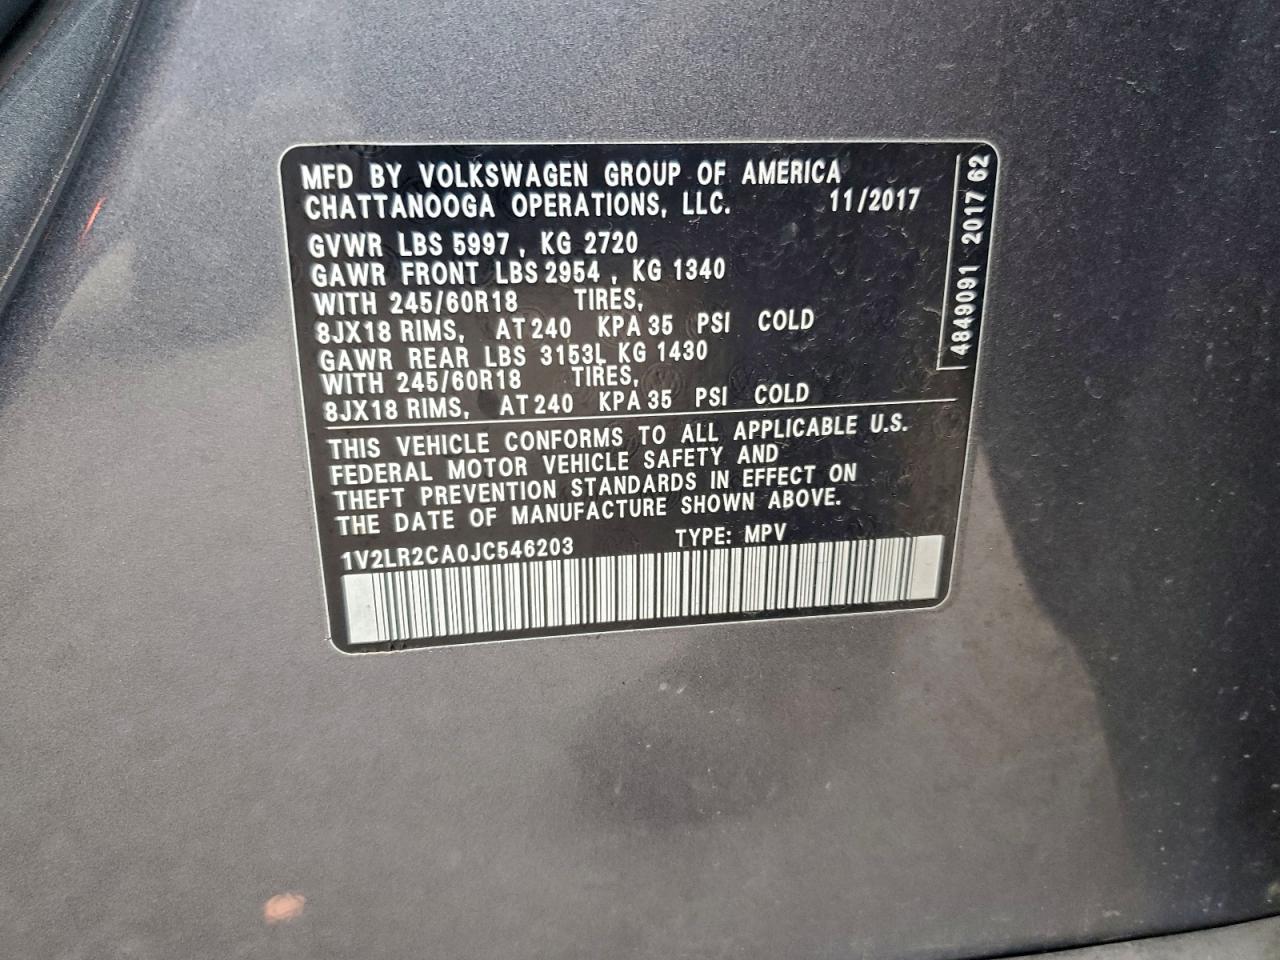 MFD BY VOLKSWAGEN GROUP OF AMERICA
CHATTANOOGA OPERATIONS, LLC. 11/2017
GVWR LBS 5997, KG 2720
GAWR FRONT LBS 2954, KG 1340
WITH 245/60R18 TIRES,
8JX18 RIMS, AT 240 KPA 35 PSI COLD
GAWR REAR LBS 3153L KG 1430
WITH 245/60R18 TIRES,
8JX18 RIMS, AT 240 KPA 35 PSI COLD
THIS VEHICLE CONFORMS TO ALL APPLICABLE U.S.
FEDERAL MOTOR VEHICLE SAFETY AND
THEFT PREVENTION STANDARDS IN EFFECT ON
THE DATE OF MANUFACTURE SHOWN ABOVE.
1V2LR2CA0JC546203 TYPE: MPV
4849091 2017 62